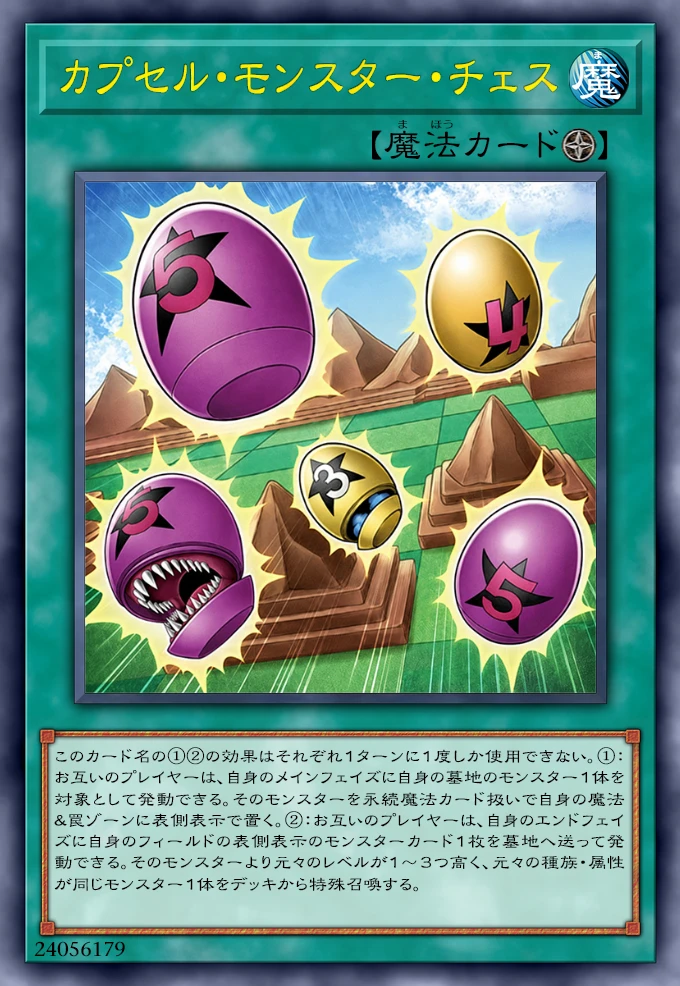 カプセル・モンスター・チェス
魔
ま
ま ほう
【魔法カード】
5
4
3
5
5
このカード名の①②の効果はそれぞれ1ターンに1度しか使用できない。①:
お互いのプレイヤーは、自身のメインフェイズに自身の墓地のモンスター1体を
対象として発動できる。そのモンスターを永続魔法カード扱いで自身の魔法
&罠ゾーンに表側表示で置く。②:お互いのプレイヤーは、自身のエンドフェイ
ズに自身のフィールドの表側表示のモンスターカード1枚を墓地へ送って発
動できる。そのモンスターより元々のレベルが1~3つ高く、元々の種族・属性
が同じモンスター1体をデッキから特殊召喚する。
24056179